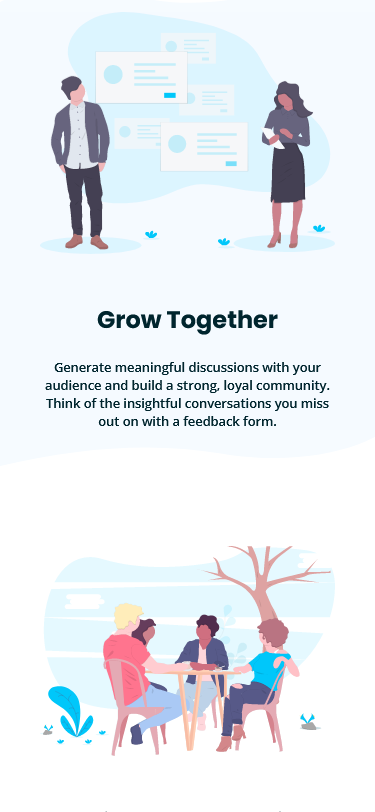 Grow Together
Generate meaningful discussions with your
audience and build a strong, loyal community.
Think of the insightful conversations you miss
out on with a feedback form.